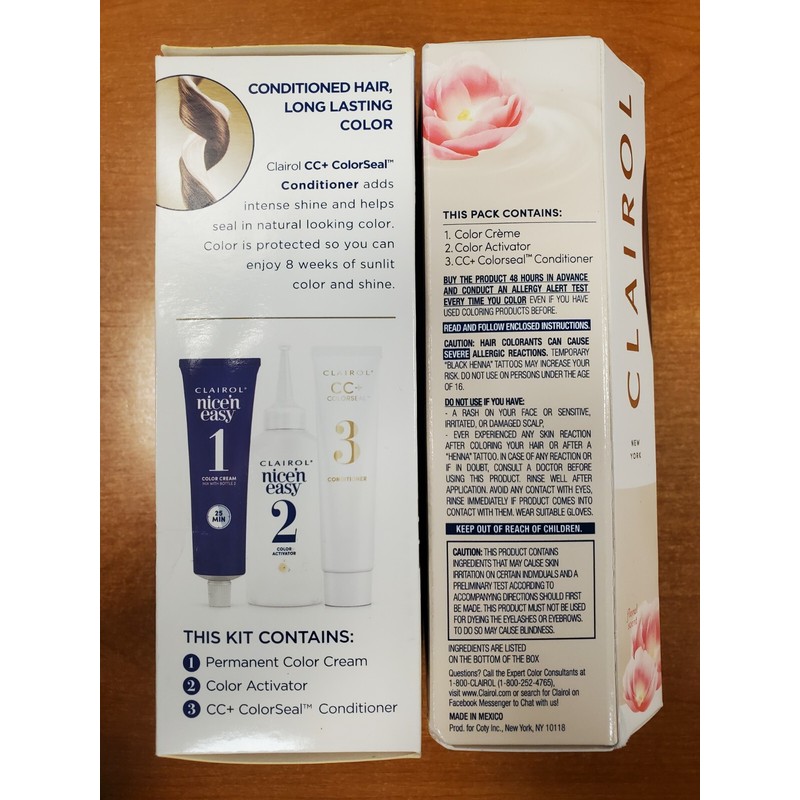 CONDITIONED HAIR,
LONG LASTING
COLOR
Clairol CC+ ColorSeal™
Conditioner adds
intense shine and helps
seal in natural looking color.
Color is protected so you can
enjoy 8 weeks of sunlit
color and shine.
CLAIROL®
nice'n
easy
1
COLOR CREAM
MIX WITH BOTTLE 2
25
MIN
CLAIROL®
nice'n
easy
2
COLOR
ACTIVATOR
CLAIROL®
CC+
COLORSEAL™
3
CONDITIONER
THIS KIT CONTAINS:
1 Permanent Color Cream
2 Color Activator
3 CC+ ColorSeal™ Conditioner
THIS PACK CONTAINS:
1. Color Crème
2. Color Activator
3. CC+ Colorseal™ Conditioner
BUY THE PRODUCT 48 HOURS IN ADVANCE
AND CONDUCT AN ALLERGY ALERT TEST
EVERY TIME YOU COLOR EVEN IF YOU HAVE
USED COLORING PRODUCTS BEFORE.
READ AND FOLLOW ENCLOSED INSTRUCTIONS.
CAUTION: HAIR COLORANTS CAN CAUSE
SEVERE ALLERGIC REACTIONS. TEMPORARY
"BLACK HENNA" TATTOOS MAY INCREASE YOUR
RISK. DO NOT USE ON PERSONS UNDER THE AGE
OF 16.
DO NOT USE IF YOU HAVE:
- A RASH ON YOUR FACE OR SENSITIVE,
IRRITATED, OR DAMAGED SCALP,
- EVER EXPERIENCED ANY SKIN REACTION
AFTER COLORING YOUR HAIR OR AFTER A
"HENNA" TATTOO. IN CASE OF ANY REACTION OR
IF IN DOUBT, CONSULT A DOCTOR BEFORE
USING THIS PRODUCT. RINSE WELL AFTER
APPLICATION. AVOID ANY CONTACT WITH EYES,
RINSE IMMEDIATELY IF PRODUCT COMES INTO
CONTACT WITH THEM. WEAR SUITABLE GLOVES.
KEEP OUT OF REACH OF CHILDREN.
CAUTION: THIS PRODUCT CONTAINS
INGREDIENTS THAT MAY CAUSE SKIN
IRRITATION ON CERTAIN INDIVIDUALS AND A
PRELIMINARY TEST ACCORDING TO
ACCOMPANYING DIRECTIONS SHOULD FIRST
BE MADE. THIS PRODUCT MUST NOT BE USED
FOR DYEING THE EYELASHES OR EYEBROWS.
TO DO SO MAY CAUSE BLINDNESS.
INGREDIENTS ARE LISTED
ON THE BOTTOM OF THE BOX
Questions? Call the Expert Color Consultants at
1-800-CLAIROL (1-800-252-4765),
visit www.Clairol.com or search for Clairol on
Facebook Messenger to Chat with us!
MADE IN MEXICO
Prod. for Coty Inc., New York, NY 10118
CLAIROL
NEW
YORK